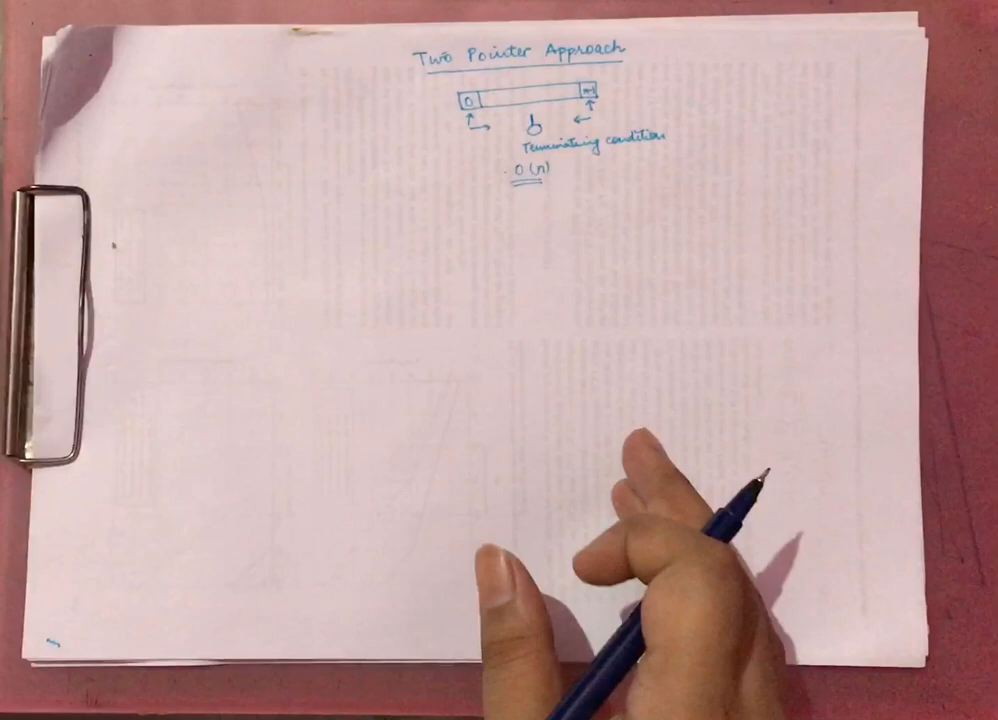 Two Pointer Approach
0 n-1
Terminating condition
O(n)